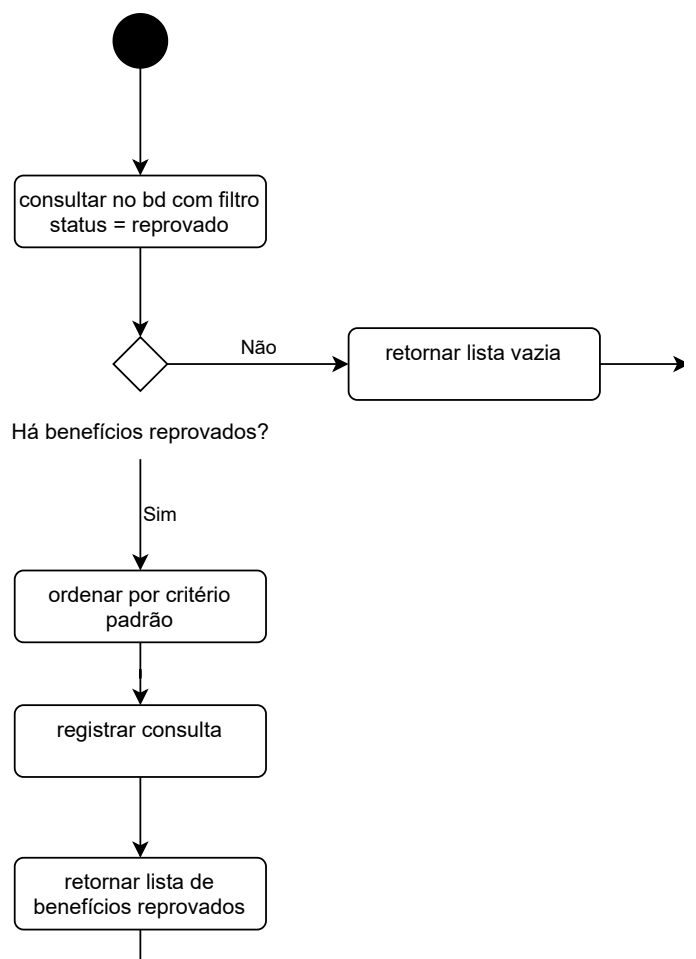 consultar no bd com filtro
status = reprovado
Não
retornar lista vazia
Há benefícios reprovados?
Sim
ordenar por critério
padrão
registrar consulta
retornar lista de
benefícios reprovados